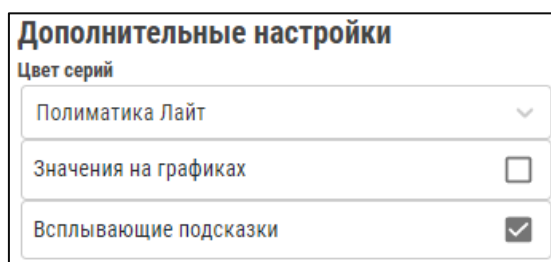 Дополнительные настройки
Цвет серий
Полиматика Лайт
Значения на графиках
Всплывающие подсказки